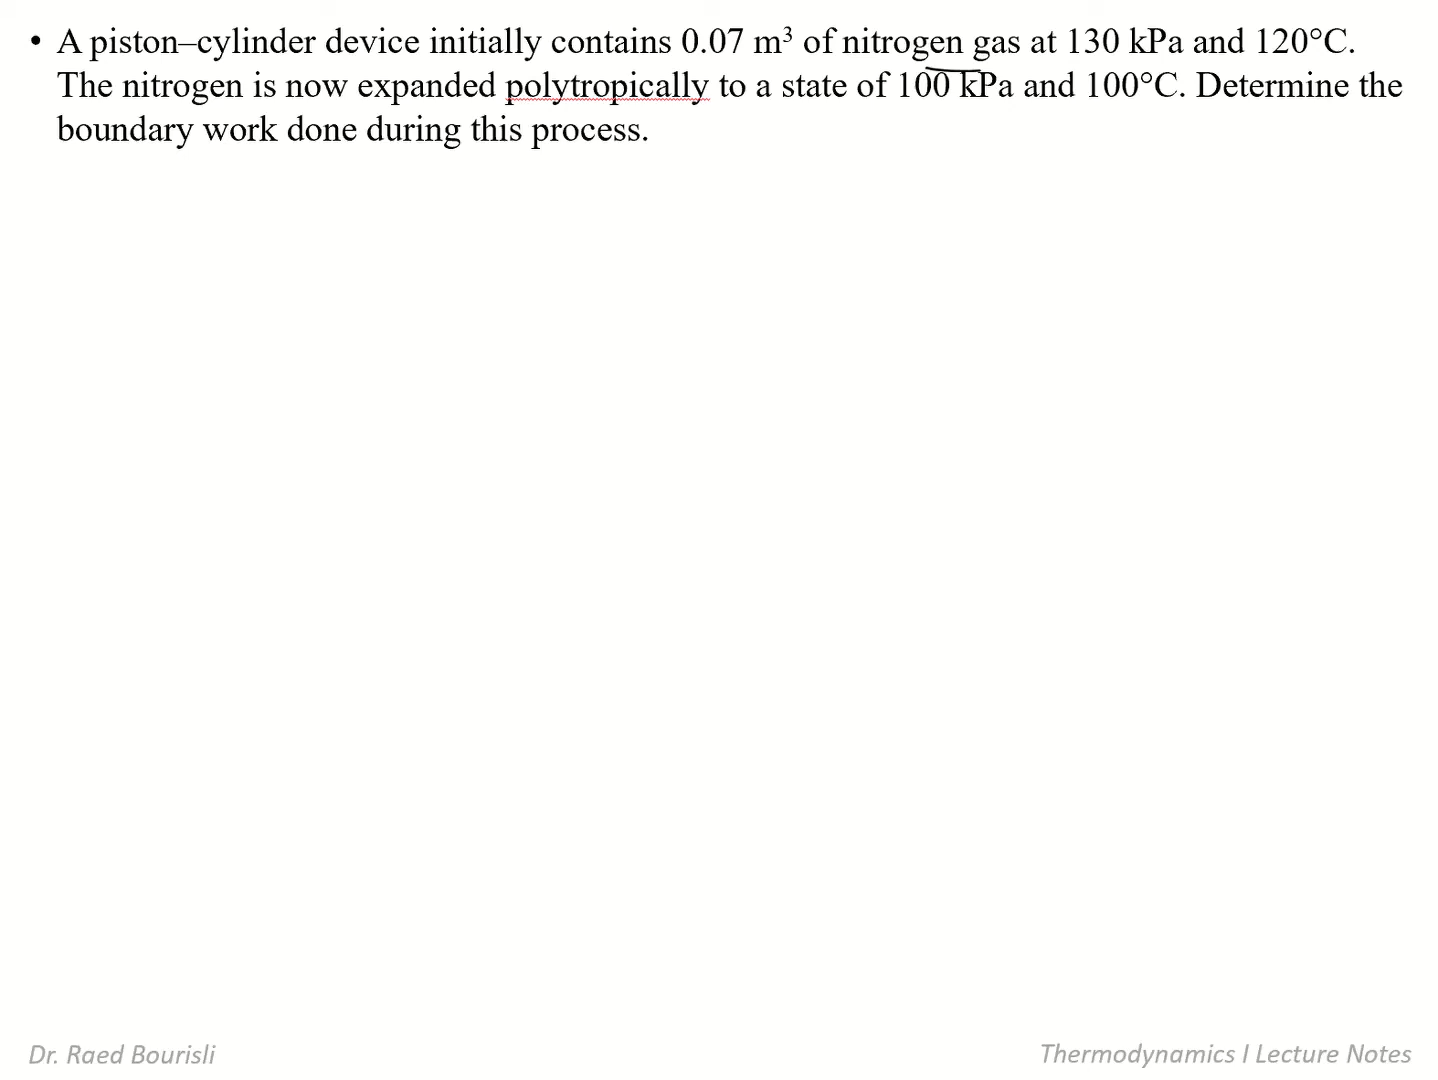 • A piston–cylinder device initially contains 0.07 m³ of nitrogen gas at 130 kPa and 120°C.
The nitrogen is now expanded polytropically to a state of 100 kPa and 100°C. Determine the
boundary work done during this process.
Dr. Raed Bourisli
Thermodynamics I Lecture Notes